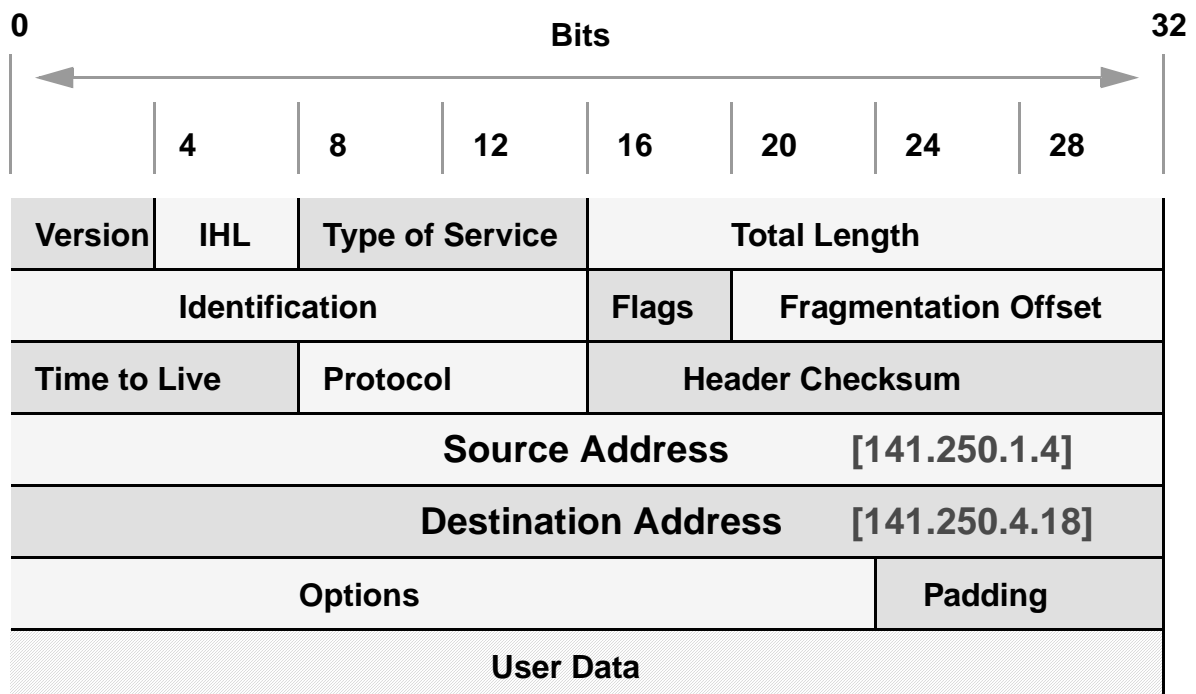 0 Bits 32
4 8 12 16 20 24 28
Version IHL Type of Service Total Length
Identification Flags Fragmentation Offset
Time to Live Protocol Header Checksum
Source Address [141.250.1.4]
Destination Address [141.250.4.18]
Options Padding
User Data